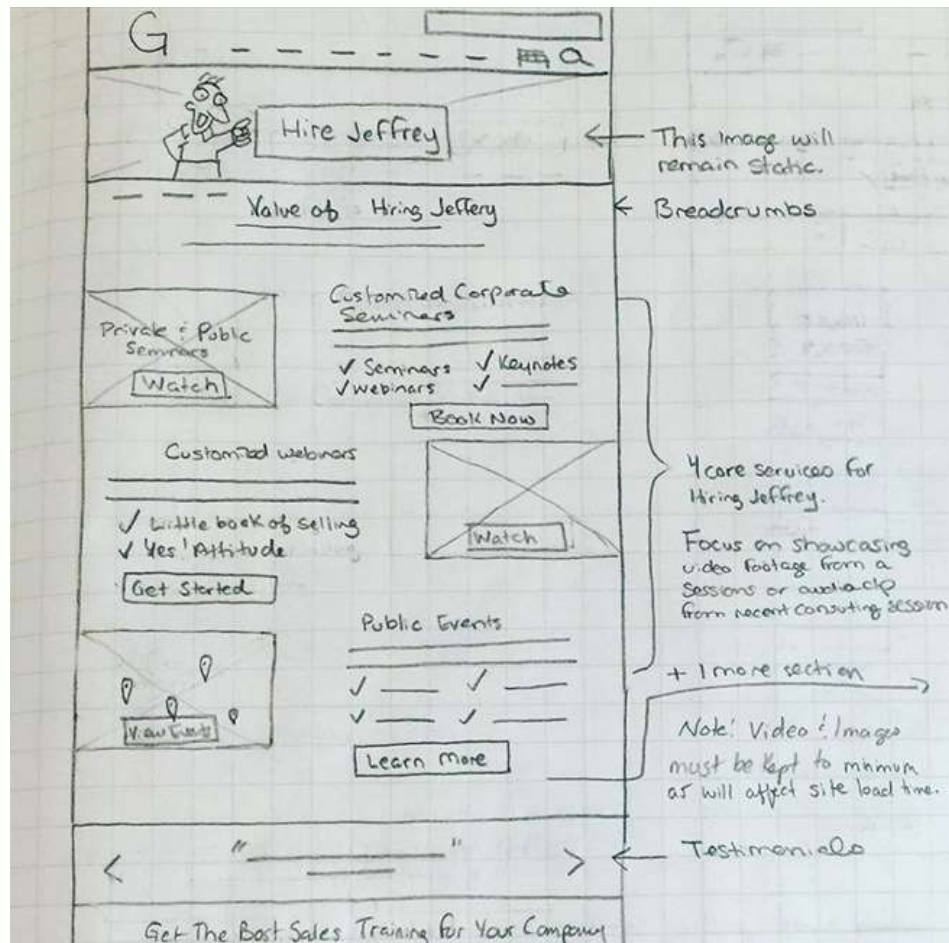 G
Hire Jeffrey
This Image will
remain static.
Breadcrumbs
Value of Hiring Jeffery
Private & Public
Seminars
Watch
Customized Corporate
Seminars
✓ Seminars ✓ Keynotes
✓ Webinars ✓
Book Now
Customized webinars
✓ Little book of selling
✓ Yes! Attitude
Get Started
Watch
4 core services for
Hiring Jeffrey.
Focus on showcasing
video footage from a
sessions or audio clip
from recent consulting session
Public Events
✓ ✓
✓ ✓
View Events
Learn More
+ 1 more section
Note! Video & Images
must be kept to minimum
as will affect site load time.
" "
< >
Testimonials
Get The Best Sales Training for Your Company